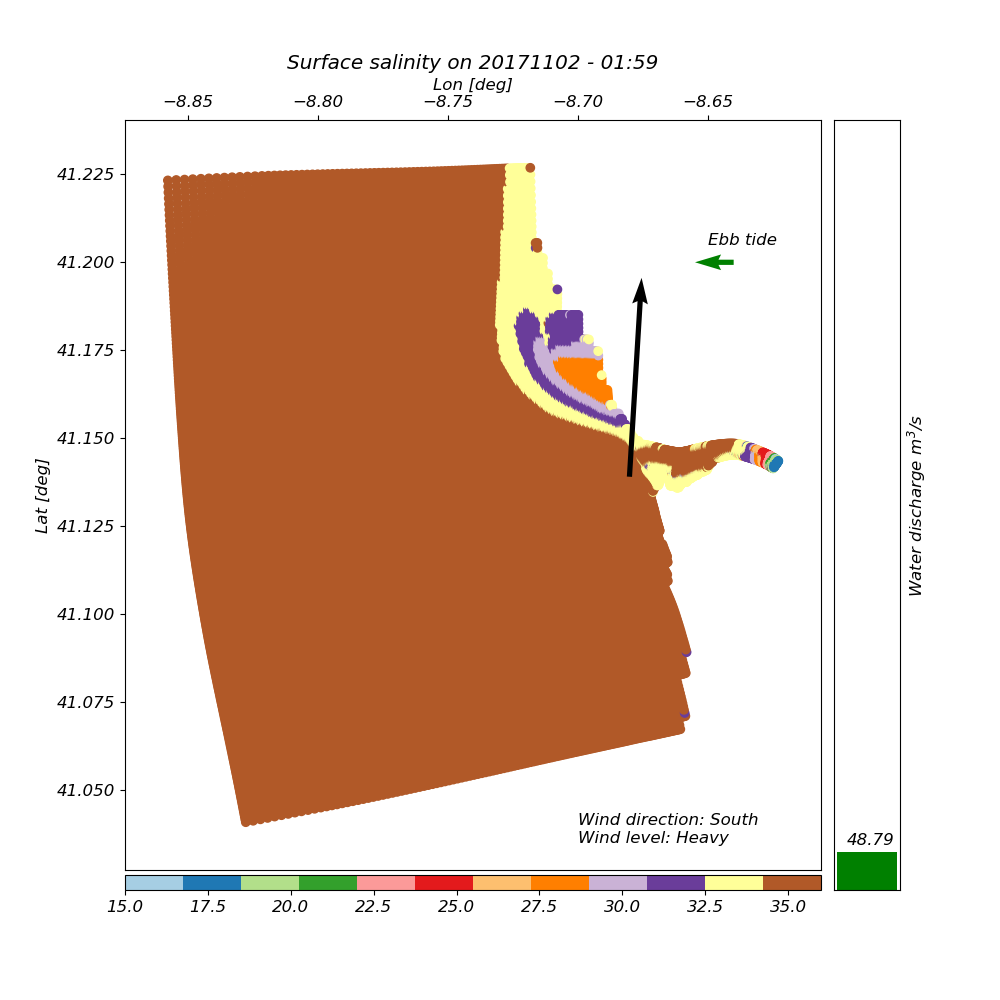 Surface salinity on 20171102 - 01:59
Lon [deg]
−8.85 −8.80 −8.75 −8.70 −8.65
41.225
41.200
41.175
41.150
41.125
41.100
41.075
41.050
Lat [deg]
Ebb tide
Wind direction: South
Wind level: Heavy
48.79
Water discharge m³/s
15.0 17.5 20.0 22.5 25.0 27.5 30.0 32.5 35.0